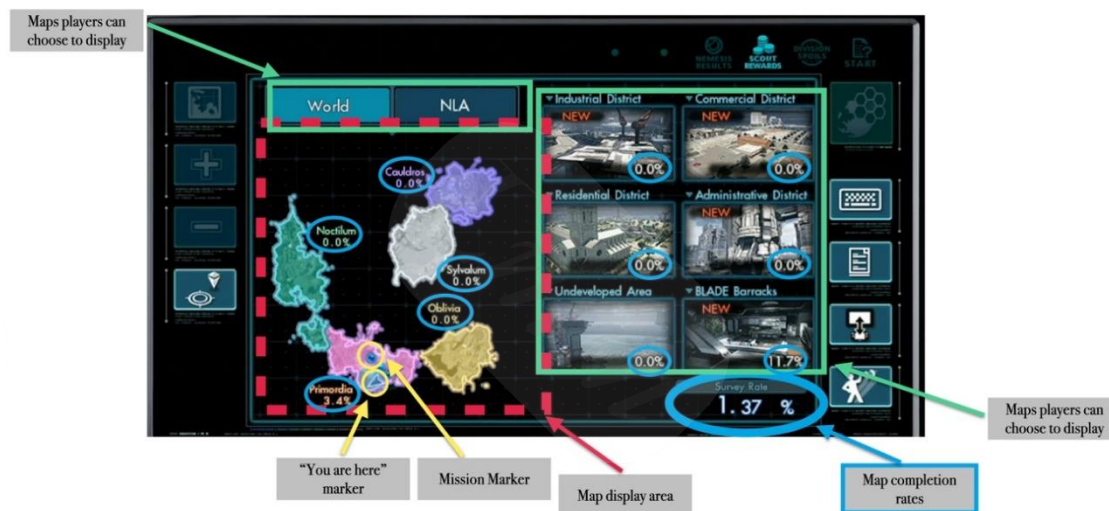 Maps players can
choose to display
NEMESIS
RESULTS
SCOUT
REWARDS
DIVISION
SPOILS
START
World
NLA
Industrial District
NEW
0.0%
Commercial District
NEW
0.0%
Cauldros
0.0%
Noctilum
0.0%
Sylvalum
0.0%
Oblivia
0.0%
Primordia
3.4%
Residential District
0.0%
Administrative District
NEW
0.0%
Undeveloped Area
0.0%
BLADE Barracks
NEW
11.7%
Survey Rate
1.37 %
Maps players can
choose to display
“You are here”
marker
Mission Marker
Map display area
Map completion
rates